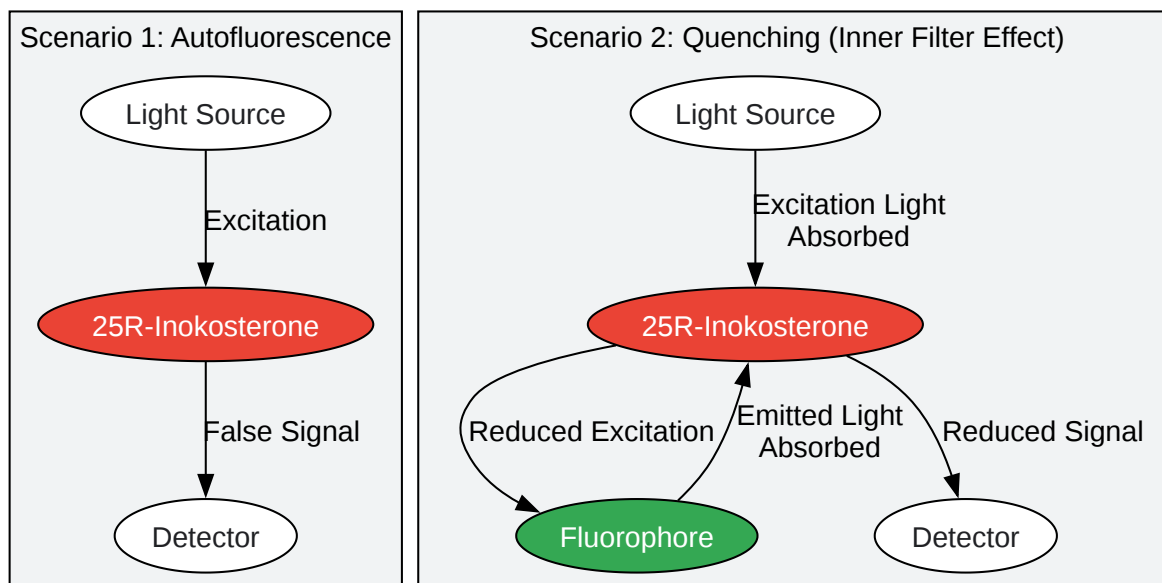 Scenario 1: Autofluorescence
Light Source
Excitation
25R-Inokosterone
False Signal
Detector
Scenario 2: Quenching (Inner Filter Effect)
Light Source
Excitation Light
Absorbed
25R-Inokosterone
Reduced Excitation
Emitted Light
Absorbed
Reduced Signal
Fluorophore
Detector